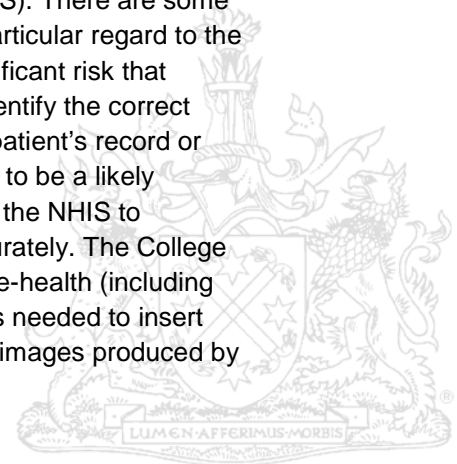 S). There are some
articular regard to the
ficant risk that
entify the correct
patient’s record or
to be a likely
the NHIS to
urately. The College
e-health (including
s needed to insert
images produced by
LUMEN·AFFERIMUS·MORBIS
®